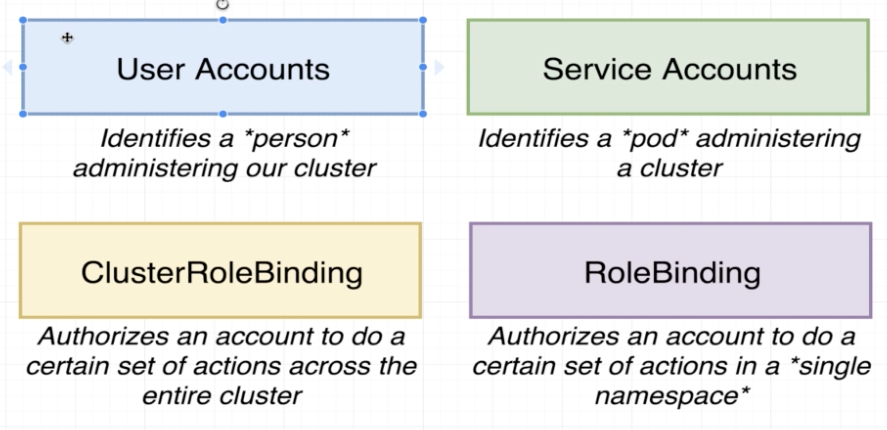 User Accounts
Identifies a *person*
administering our cluster
Service Accounts
Identifies a *pod* administering
a cluster
ClusterRoleBinding
Authorizes an account to do a
certain set of actions across the
entire cluster
RoleBinding
Authorizes an account to do a
certain set of actions in a *single
namespace*